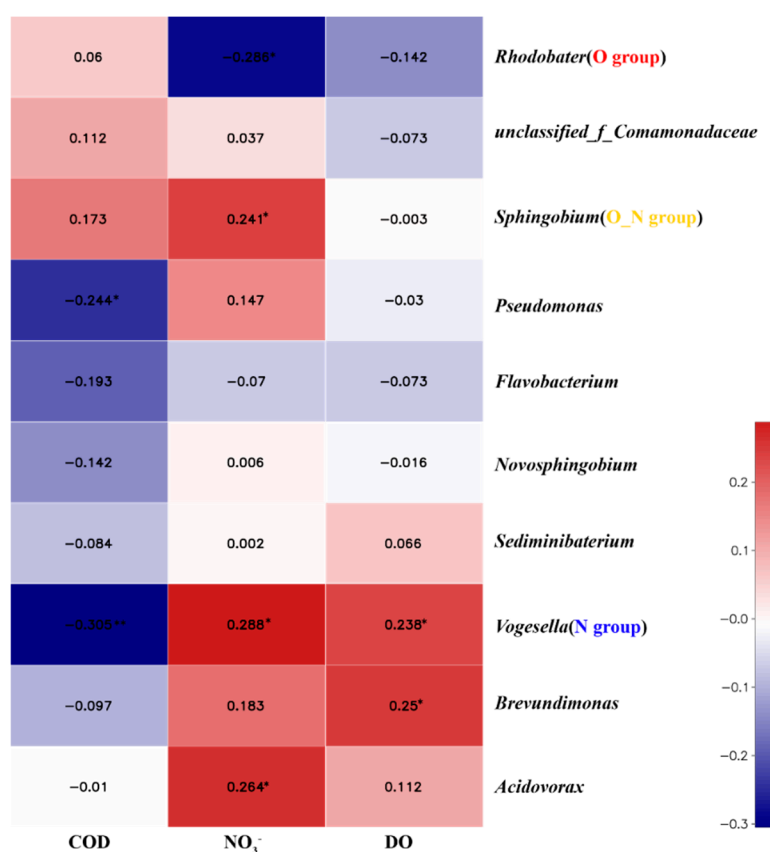 0.06 -0.286* -0.142 Rhodobater(O group)
0.112 0.037 -0.073 unclassified_f_Comamonadaceae
0.173 0.241* -0.003 Sphingobium(O_N group)
-0.244* 0.147 -0.03 Pseudomonas
-0.193 -0.07 -0.073 Flavobacterium
-0.142 0.006 -0.016 Novosphingobium
-0.084 0.002 0.066 Sediminibaterium
0.288* 0.238* Vogesella(N group)
-0.097 0.183 0.25* Brevundimonas
-0.01 0.264* 0.112 Acidovorax
COD NO₃⁻ DO
0.2
0.1
-0.0
-0.1
-0.2
-0.3